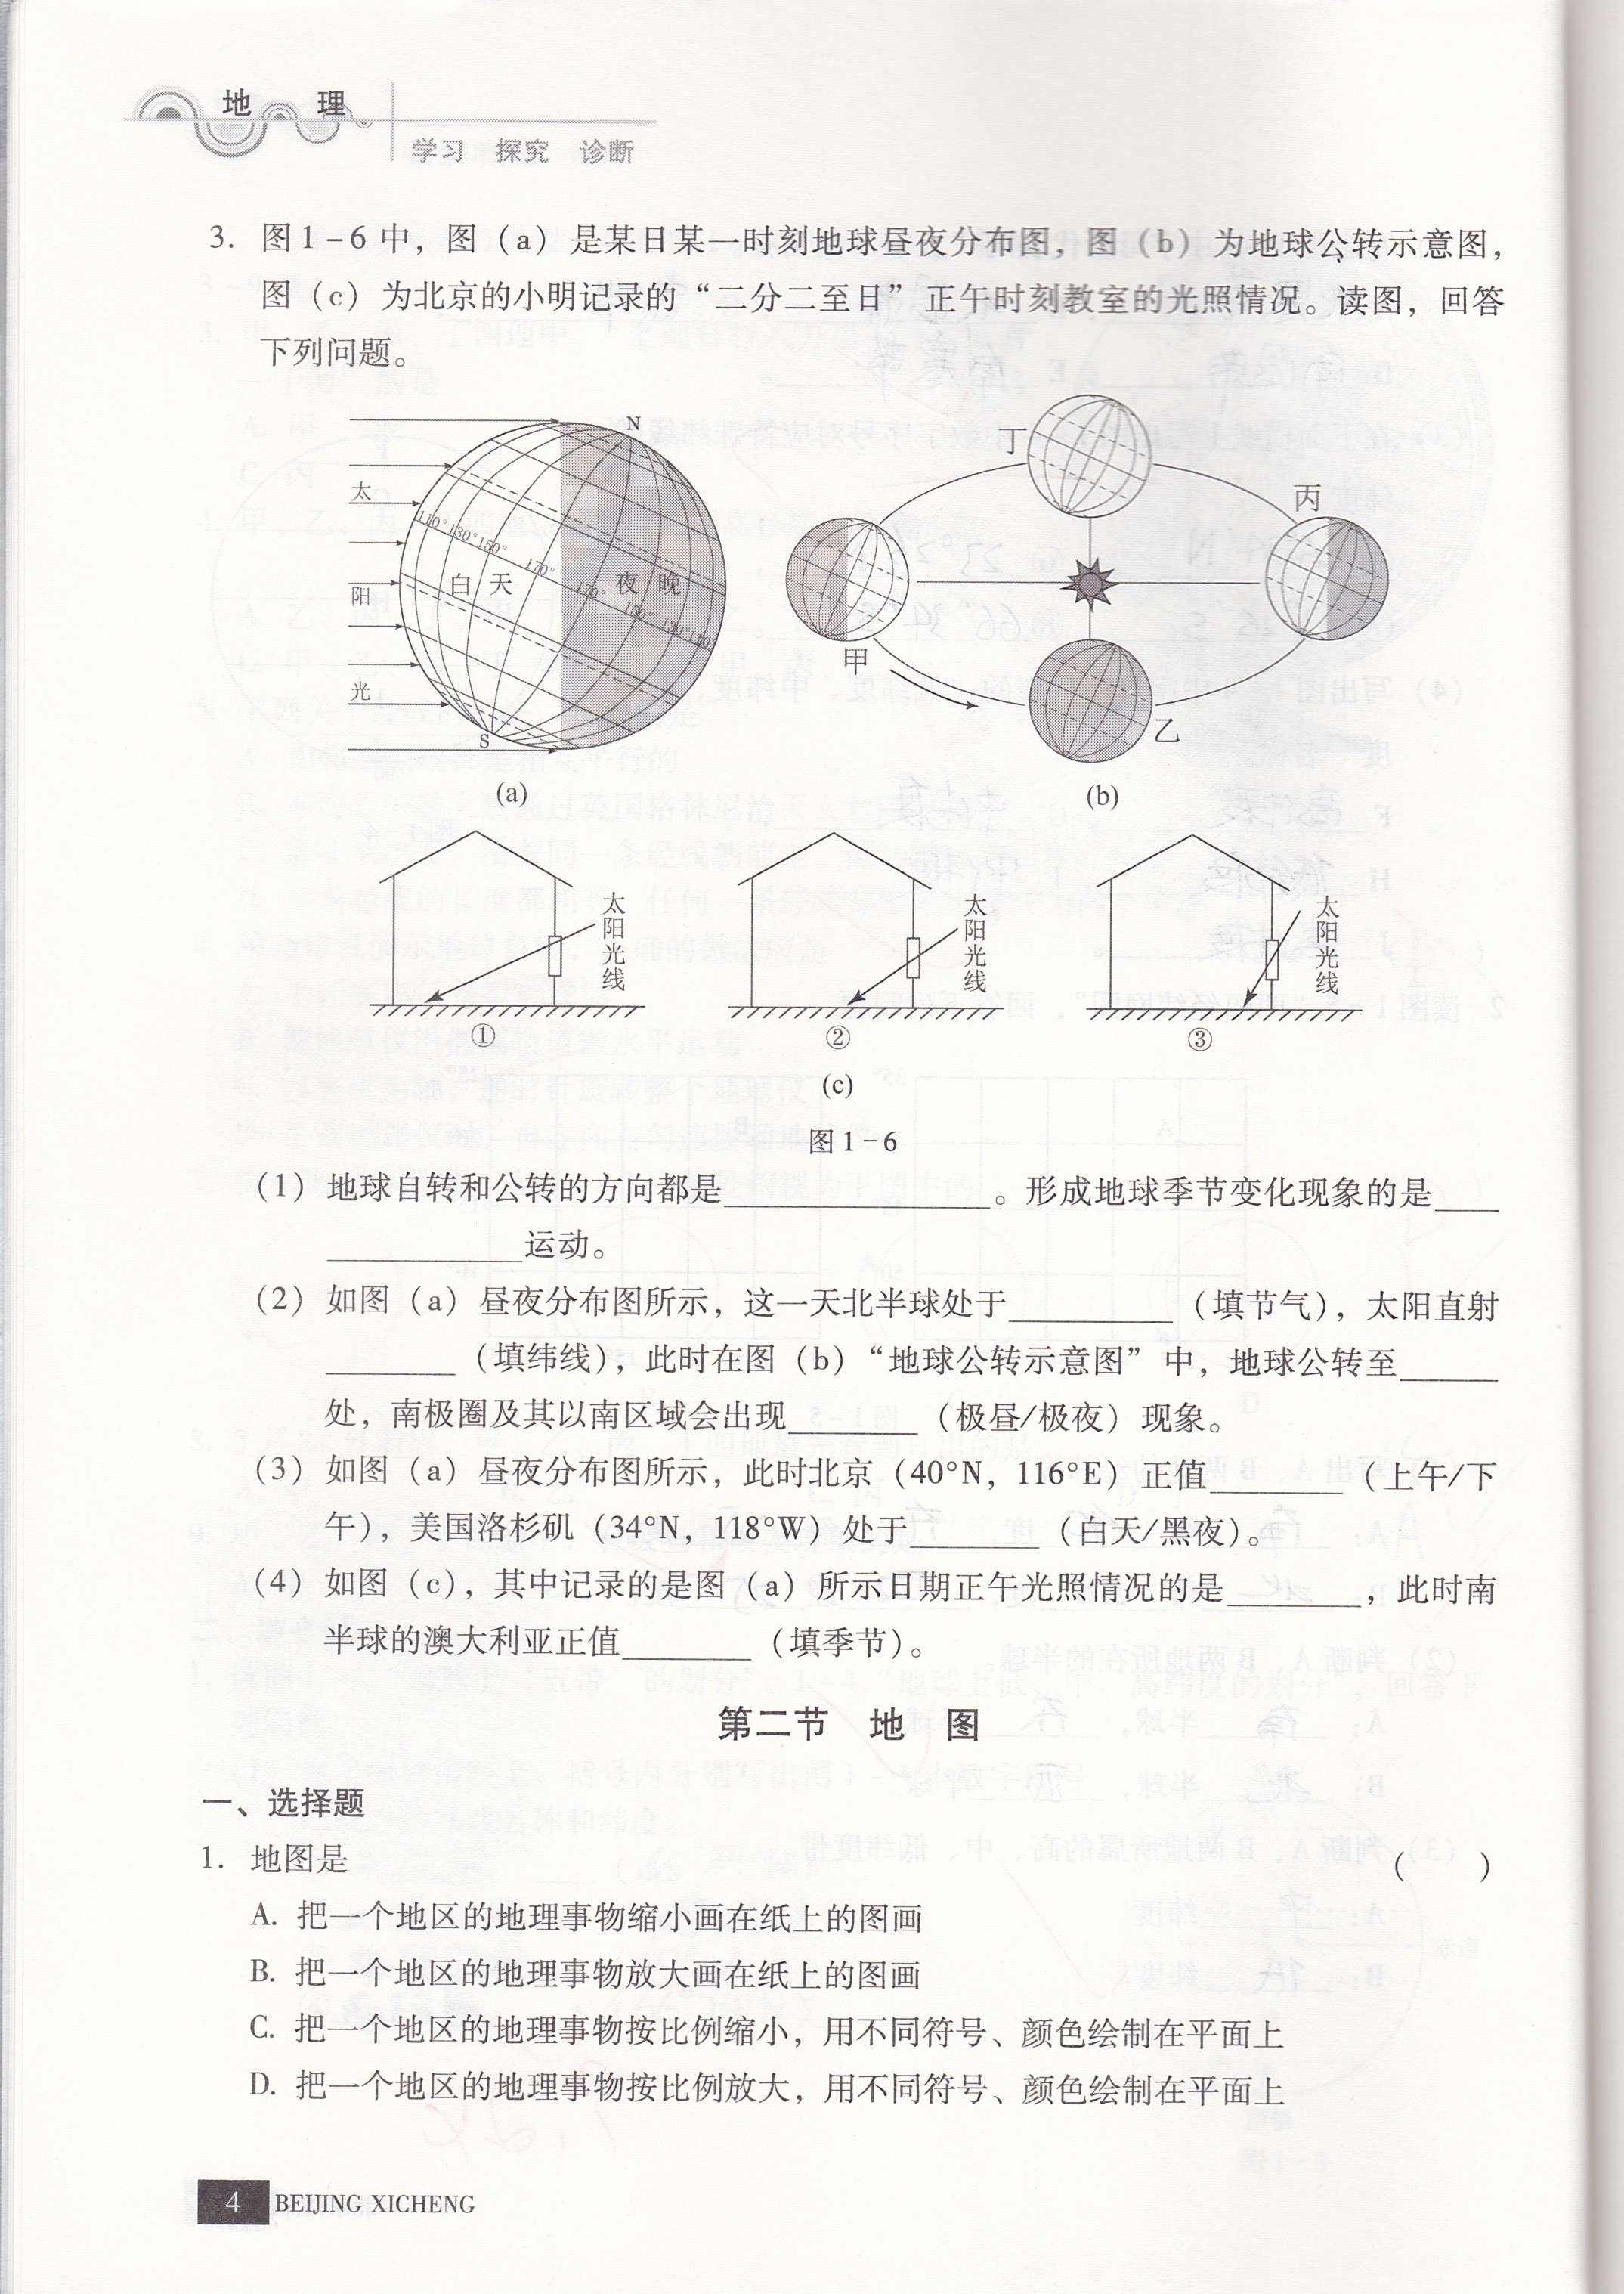 地 理
学习 探究 诊断
3. 图1-6中，图（a）是某日某一时刻地球昼夜分布图，图（b）为地球公转示意图，
图（c）为北京的小明记录的“二分二至日”正午时刻教室的光照情况。读图，回答
下列问题。
N
太
阳
光
110° 130° 150° 170° 170° 150° 130° 110°
白 天 夜 晚
S
(a)
丁
丙
甲
乙
(b)
太阳光线
①
太阳光线
②
太阳光线
③
(c)
图1-6
（1）地球自转和公转的方向都是________________。形成地球季节变化现象的是____
____________运动。
（2）如图（a）昼夜分布图所示，这一天北半球处于__________（填节气），太阳直射
________（填纬线），此时在图（b）“地球公转示意图”中，地球公转至______
处，南极圈及其以南区域会出现________（极昼/极夜）现象。
（3）如图（a）昼夜分布图所示，此时北京（40°N，116°E）正值________（上午/下
午），美国洛杉矶（34°N，118°W）处于________（白天/黑夜）。
（4）如图（c），其中记录的是图（a）所示日期正午光照情况的是________，此时南
半球的澳大利亚正值________（填季节）。
第二节 地 图
一、选择题
1. 地图是 （ ）
A. 把一个地区的地理事物缩小画在纸上的图画
B. 把一个地区的地理事物放大画在纸上的图画
C. 把一个地区的地理事物按比例缩小，用不同符号、颜色绘制在平面上
D. 把一个地区的地理事物按比例放大，用不同符号、颜色绘制在平面上
4 BEIJING XICHENG